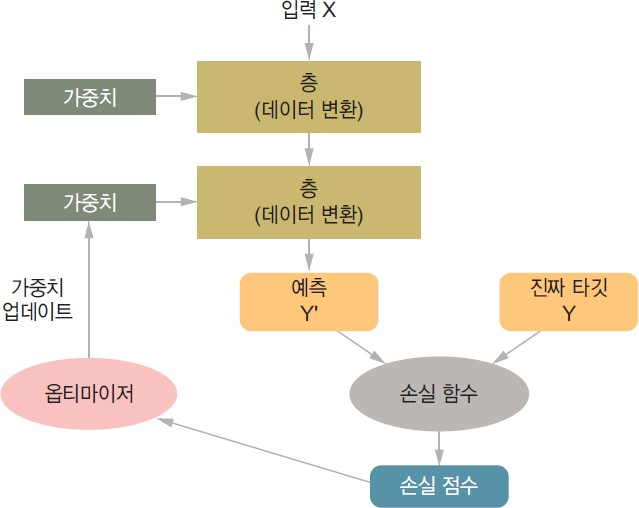 입력 X
가중치
층
(데이터 변환)
가중치
층
(데이터 변환)
가중치
업데이트
예측
Y'
진짜 타깃
Y
옵티마이저
손실 함수
손실 점수